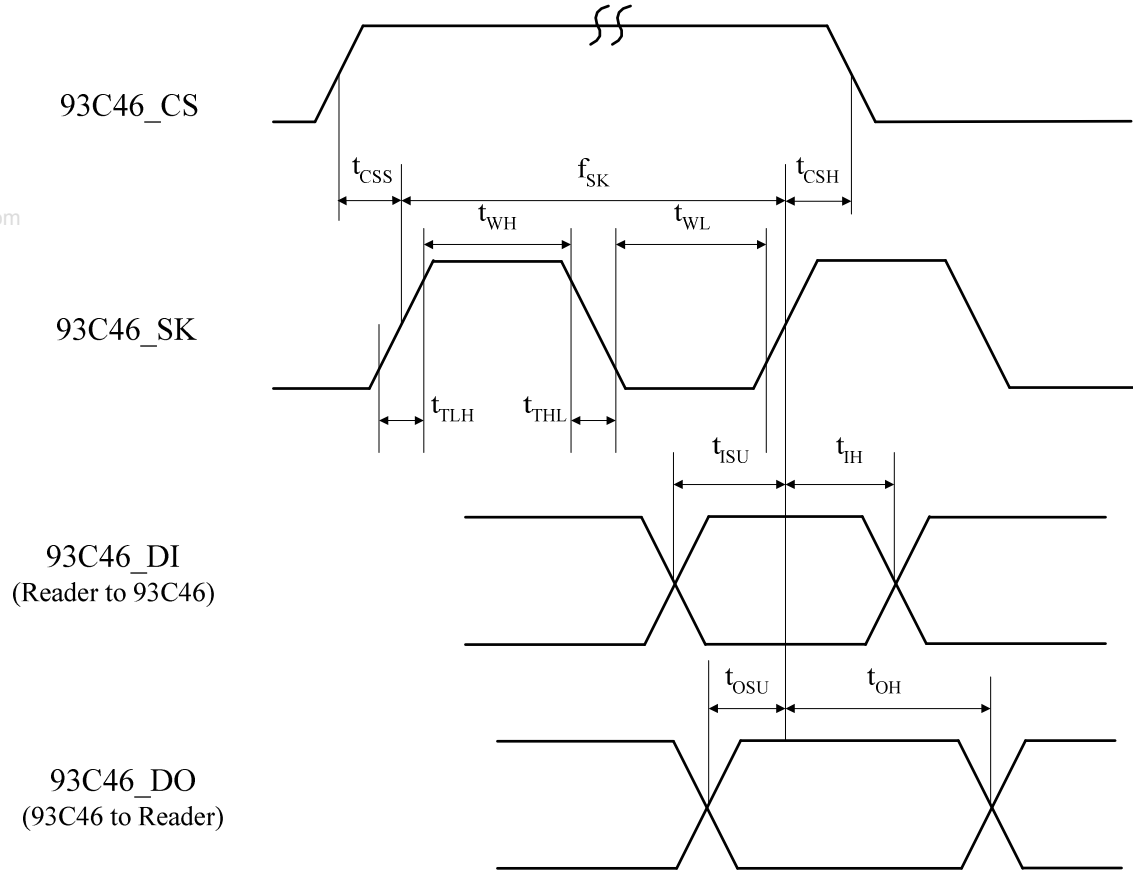 93C46_CS
tCSS
fSK
tCSH
om
tWH
tWL
93C46_SK
tTLH
tTHL
tISU
tIH
93C46_DI
(Reader to 93C46)
tOSU
tOH
93C46_DO
(93C46 to Reader)